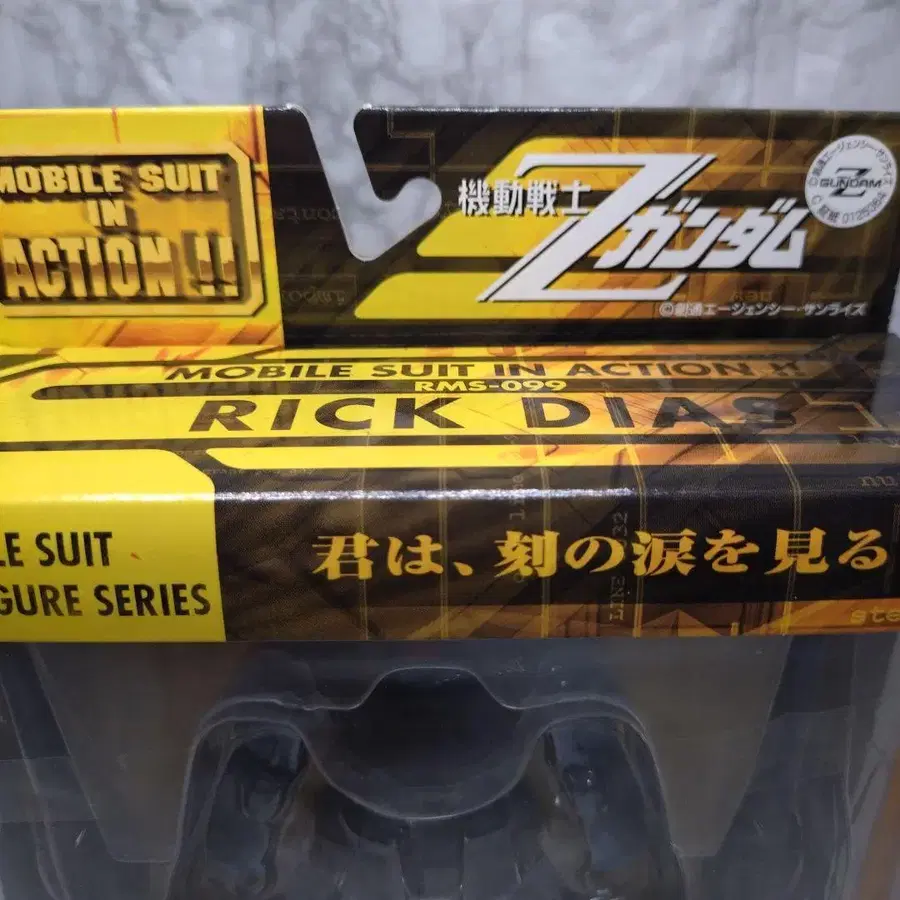 MOBILE SUIT
IN
ACTION !!
機動戦士
Zガンダム
©創通エージェンシー・サンライズ
GUNDAM
MOBILE SUIT IN ACTION !!
RMS-099
RICK DIAS
LE SUIT
GURE SERIES
君は、刻の涙を見る